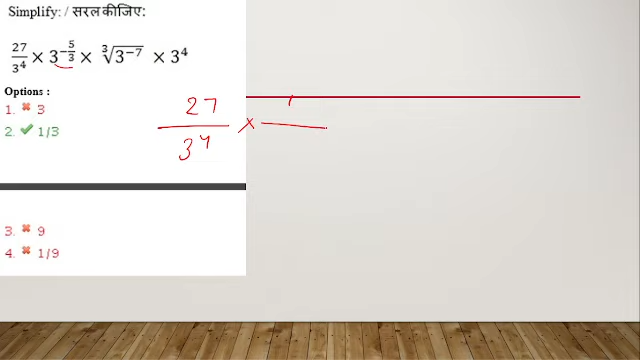 Simplify: / सरल कीजिए:
27/3⁴ × 3^(-5/3) × ∛(3⁻⁷) × 3⁴
Options :
1. ✖ 3
2. ✔ 1/3
27/3⁴ × 1/
3. ✖ 9
4. ✖ 1/9